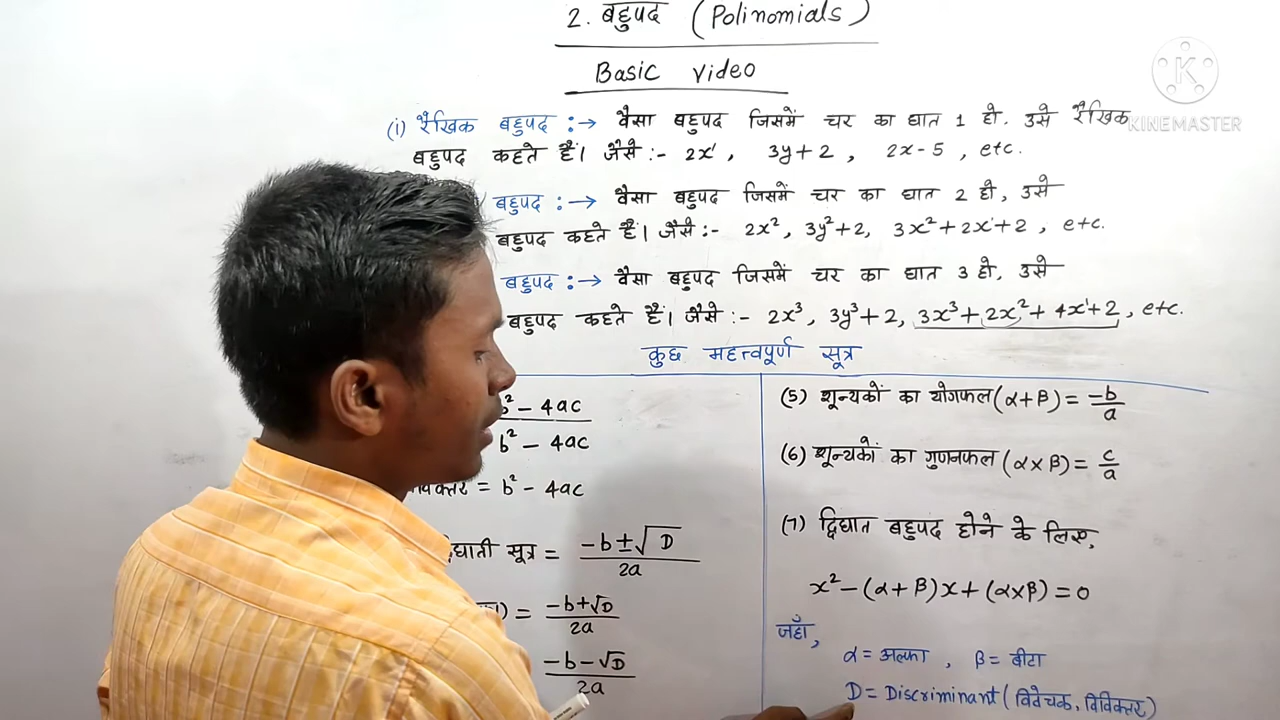 2. बहुपद (Polinomials)
Basic Video
KINEMASTER
(i) रैखिक बहुपद :→ वैसा बहुपद जिसमें चर का घात 1 हो, उसे रैखिक
बहुपद कहते हैं। जैसे :- 2x¹, 3y+2, 2x-5, etc.
बहुपद :→ वैसा बहुपद जिसमें चर का घात 2 हो, उसे
बहुपद कहते हैं। जैसे :- 2x², 3y²+2, 3x²+2x¹+2, etc.
बहुपद :→ वैसा बहुपद जिसमें चर का घात 3 हो, उसे
बहुपद कहते हैं। जैसे :- 2x³, 3y³+2, 3x³+2x²+4x¹+2, etc.
कुछ महत्वपूर्ण सूत्र
b² - 4ac
b² - 4ac
= b² - 4ac
सूत्र = -b±√D / 2a
= -b+√D / 2a
-b-√D / 2a
(5) शून्यकों का योगफल (α+β) = -b/a
(6) शून्यकों का गुणनफल (α×β) = c/a
(7) द्विघात बहुपद होने के लिए,
x² - (α+β)x + (α×β) = 0
जहाँ,
α = अल्फा , β = बीटा
D = Discriminant (विवेचक, विविक्तर)